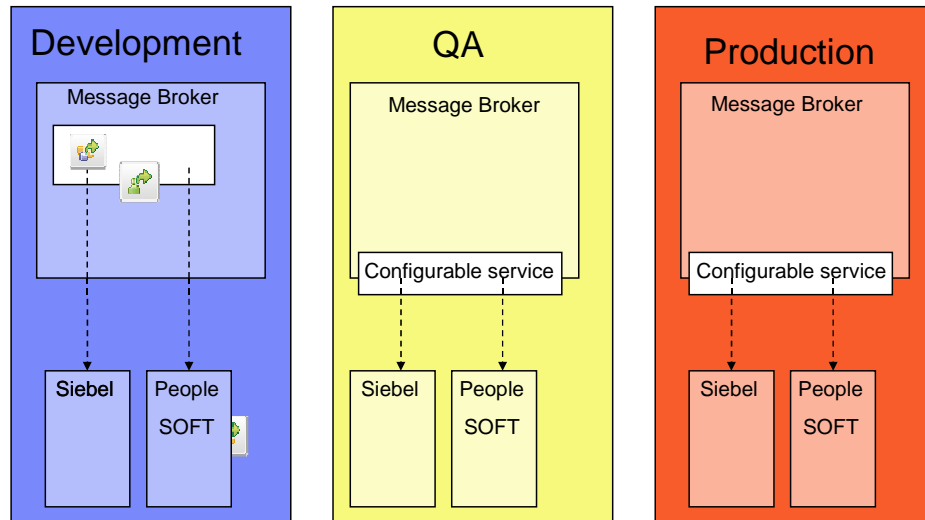 Development
Message Broker
Siebel
People
SOFT
QA
Message Broker
Configurable service
Siebel
People
SOFT
Production
Message Broker
Configurable service
Siebel
People
SOFT